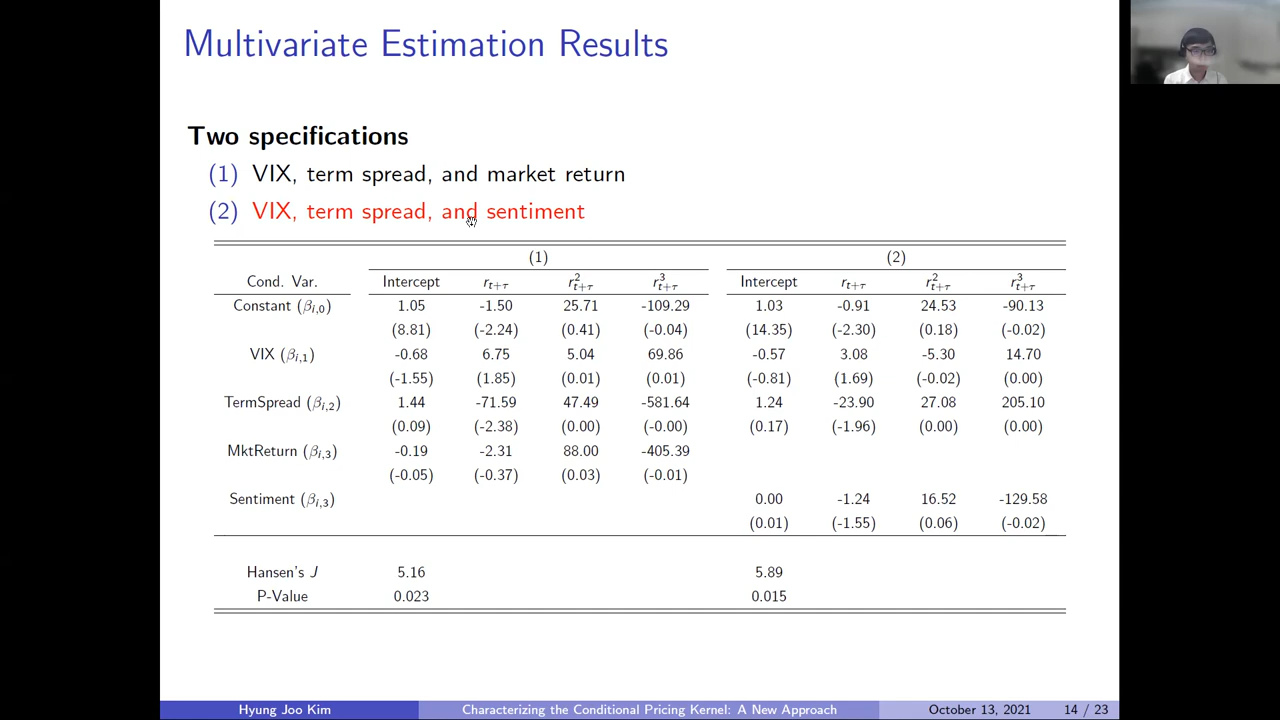 Multivariate Estimation Results
Two specifications
(1) VIX, term spread, and market return
(2) VIX, term spread, and sentiment
(1) (2)
Cond. Var. Intercept r_{t+τ} r²_{t+τ} r³_{t+τ} Intercept r_{t+τ} r²_{t+τ} r³_{t+τ}
Constant (β_{i,0}) 1.05 -1.50 25.71 -109.29 1.03 -0.91 24.53 -90.13
(8.81) (-2.24) (0.41) (-0.04) (14.35) (-2.30) (0.18) (-0.02)
VIX (β_{i,1}) -0.68 6.75 5.04 69.86 -0.57 3.08 -5.30 14.70
(-1.55) (1.85) (0.01) (0.01) (-0.81) (1.69) (-0.02) (0.00)
TermSpread (β_{i,2}) 1.44 -71.59 47.49 -581.64 1.24 -23.90 27.08 205.10
(0.09) (-2.38) (0.00) (-0.00) (0.17) (-1.96) (0.00) (0.00)
MktReturn (β_{i,3}) -0.19 -2.31 88.00 -405.39
(-0.05) (-0.37) (0.03) (-0.01)
Sentiment (β_{i,3}) 0.00 -1.24 16.52 -129.58
(0.01) (-1.55) (0.06) (-0.02)
Hansen's J 5.16 5.89
P-Value 0.023 0.015
Hyung Joo Kim Characterizing the Conditional Pricing Kernel: A New Approach October 13, 2021 14 / 23